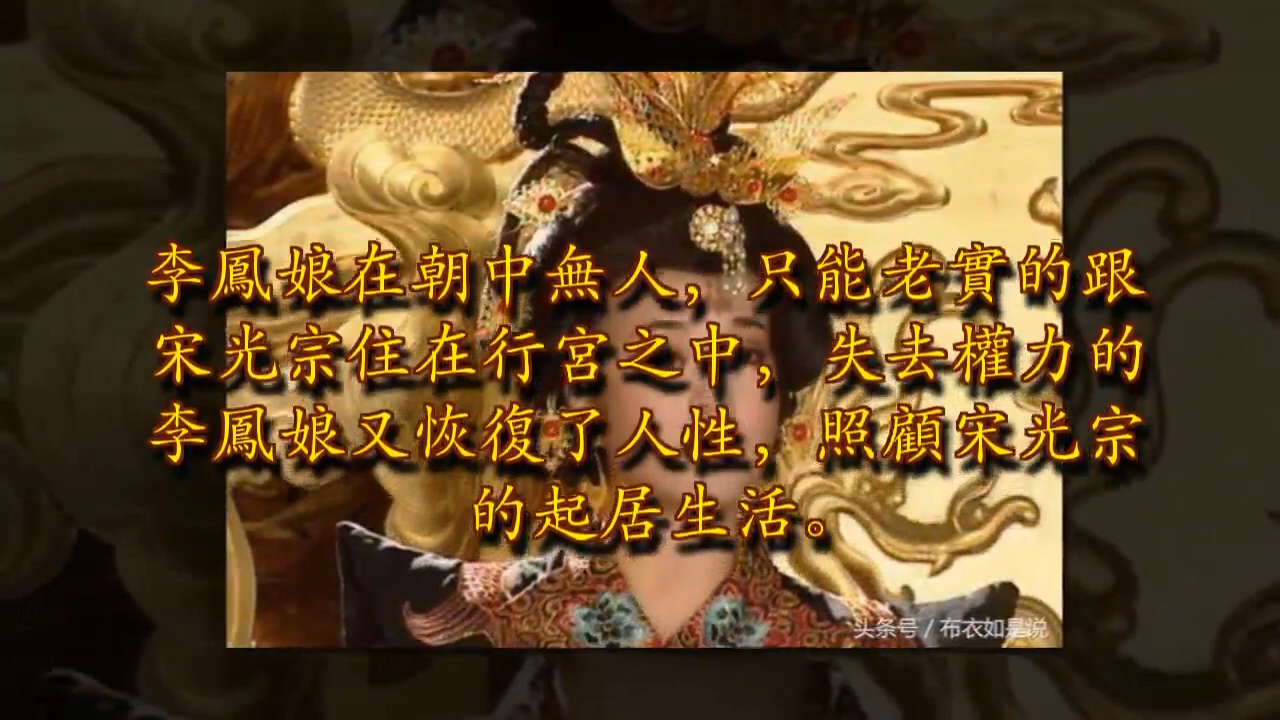 李鳳娘在朝中無人，只能老實的跟
宋光宗住在行宮之中，失去權力的
李鳳娘又恢復了人性，照顧宋光宗
的起居生活。
头条号 / 布衣如是说